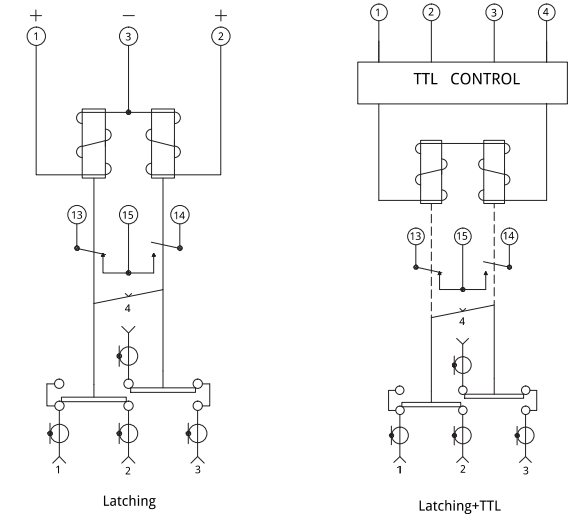 + − +
1 3 2
13 15 14
4
1 2 3
Latching
1 2 3 4
TTL CONTROL
13 15 14
4
1 2 3
Latching+TTL